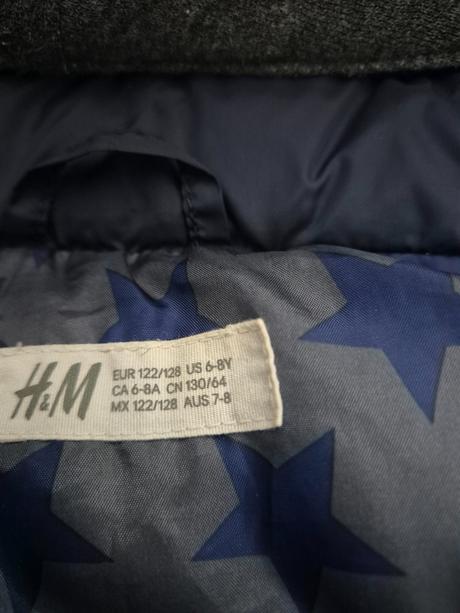 H&M
EUR 122/128 US 6-8Y
CA 6-8A CN 130/64
MX 122/128 AUS 7-8